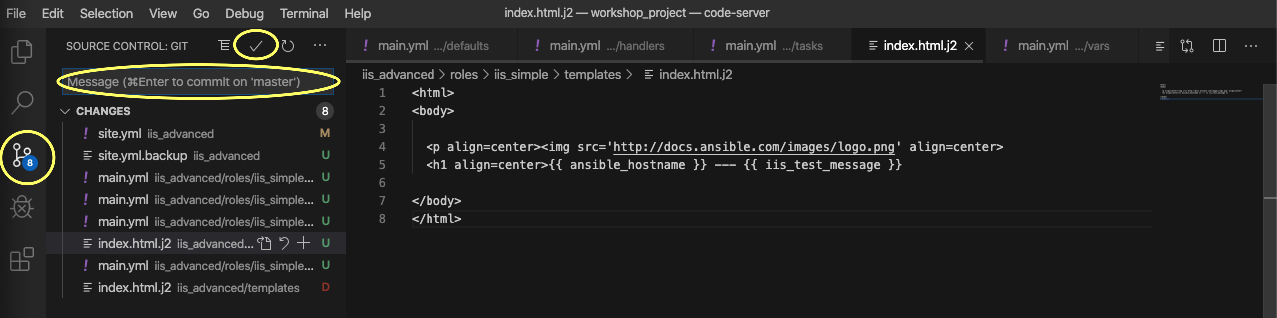 File Edit Selection View Go Debug Terminal Help
index.html.j2 — workshop_project — code-server
SOURCE CONTROL: GIT
Message (⌘Enter to commit on 'master')
CHANGES 8
! site.yml iis_advanced M
site.yml.backup iis_advanced U
! main.yml iis_advanced/roles/iis_simple... U
! main.yml iis_advanced/roles/iis_simple... U
! main.yml iis_advanced/roles/iis_simple... U
index.html.j2 iis_advanced... U
! main.yml iis_advanced/roles/iis_simple... U
index.html.j2 iis_advanced/templates D
8
! main.yml .../defaults
! main.yml .../handlers
! main.yml .../tasks
index.html.j2
! main.yml .../vars
iis_advanced > roles > iis_simple > templates > index.html.j2
1 <html>
2 <body>
3
4 <p align=center><img src='http://docs.ansible.com/images/logo.png' align=center>
5 <h1 align=center>{{ ansible_hostname }} --- {{ iis_test_message }}
6
7 </body>
8 </html>